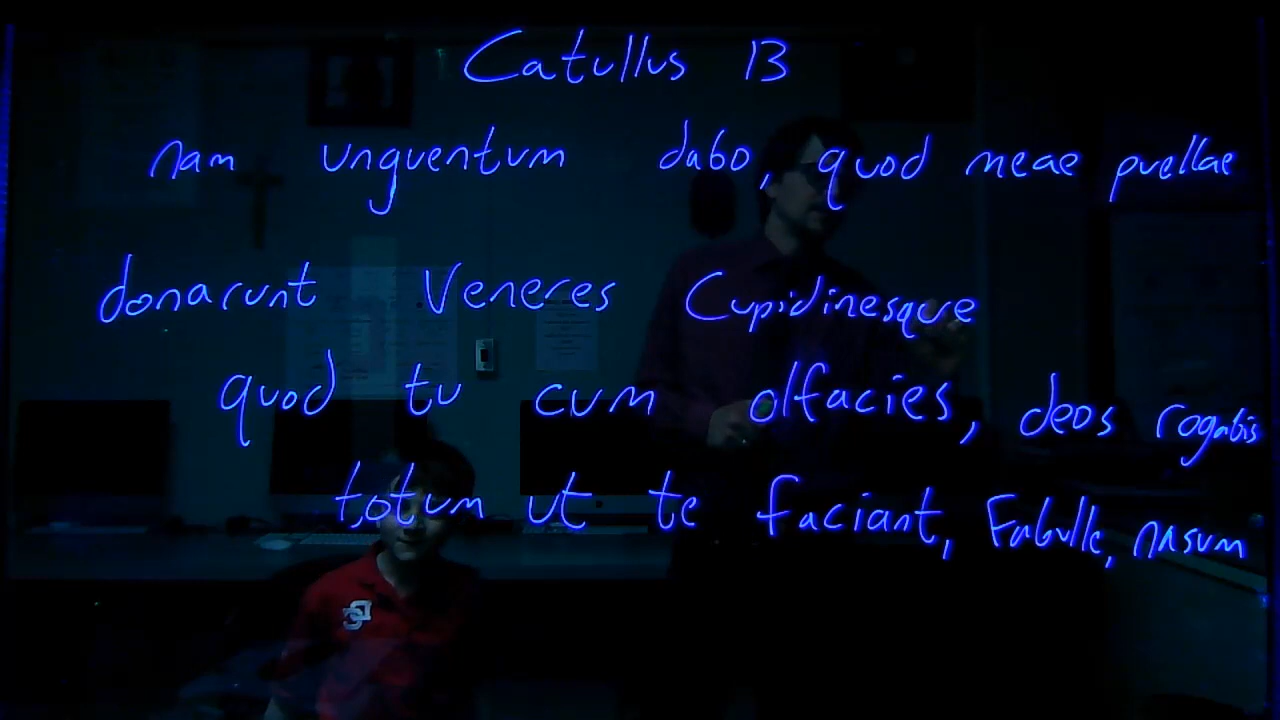 Catullus 13
nam unguentum dabo, quod meae puellae
donarunt Veneres Cupidinesque
quod tu cum olfacies, deos rogabis
totum ut te faciant, Fabulle, nasum